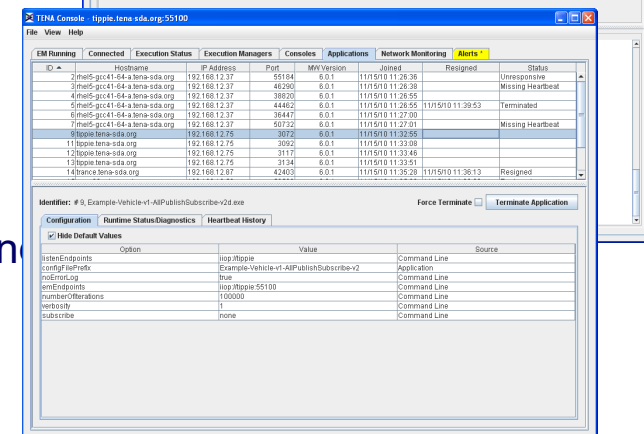 TENA Console - tippie.tena-sda.org:55100
File View Help
EM Running Connected Execution Status Execution Managers Consoles Applications Network Monitoring Alerts *
ID Hostname IP Address Port MW Version Joined Resigned Status
2 rhel5-gcc41-64-a.tena-sda.org 192.168.12.37 55184 6.0.1 11/15/10 11:26:36 Unresponsive
3 rhel5-gcc41-64-a.tena-sda.org 192.168.12.37 46290 6.0.1 11/15/10 11:26:38 Missing Heartbeat
4 rhel5-gcc41-64-a.tena-sda.org 192.168.12.37 38820 6.0.1 11/15/10 11:26:55
5 rhel5-gcc41-64-a.tena-sda.org 192.168.12.37 44462 6.0.1 11/15/10 11:26:55 11/15/10 11:39:53 Terminated
6 rhel5-gcc41-64-a.tena-sda.org 192.168.12.37 36447 6.0.1 11/15/10 11:27:00
7 rhel5-gcc41-64-a.tena-sda.org 192.168.12.37 50732 6.0.1 11/15/10 11:27:01 Missing Heartbeat
9 tippie.tena-sda.org 192.168.12.75 3072 6.0.1 11/15/10 11:32:55
11 tippie.tena-sda.org 192.168.12.75 3092 6.0.1 11/15/10 11:33:08
12 tippie.tena-sda.org 192.168.12.75 3117 6.0.1 11/15/10 11:33:46
13 tippie.tena-sda.org 192.168.12.75 3134 6.0.1 11/15/10 11:33:51
14 trance.tena-sda.org 192.168.12.87 42403 6.0.1 11/15/10 11:35:28 11/15/10 11:36:13 Resigned
Identifier: # 9, Example-Vehicle-v1-AllPublishSubscribe-v2d.exe Force Terminate Terminate Application
Configuration Runtime Status/Diagnostics Heartbeat History
Hide Default Values
Option Value Source
listenEndpoints iiop://tippie Command Line
configFilePrefix Example-Vehicle-v1-AllPublishSubscribe-v2 Application
noErrorLog true Command Line
emEndpoints iiop://tippie:55100 Command Line
numberOfIterations 100000 Command Line
verbosity 1 Command Line
subscribe none Command Line